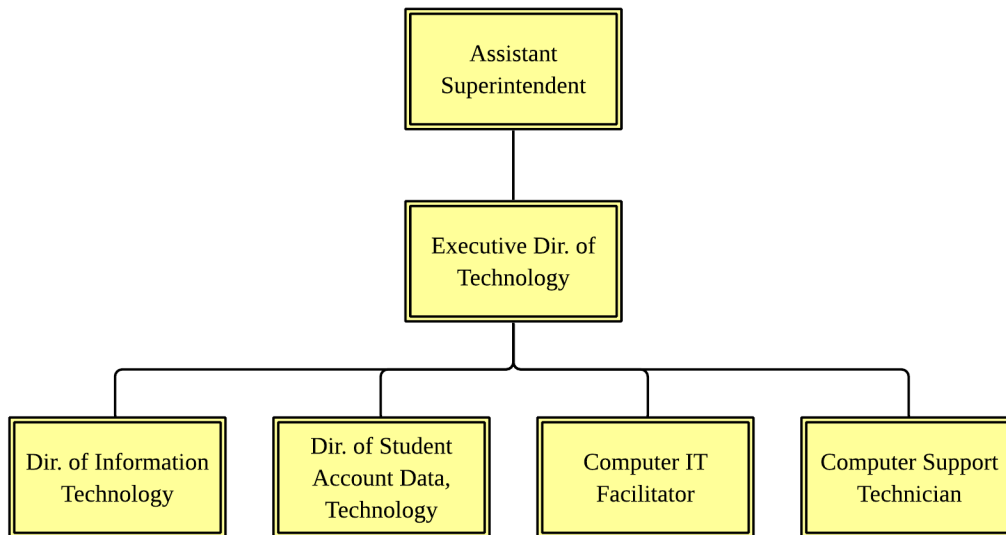 Assistant
Superintendent
Executive Dir. of
Technology
Dir. of Information
Technology
Dir. of Student
Account Data,
Technology
Computer IT
Facilitator
Computer Support
Technician